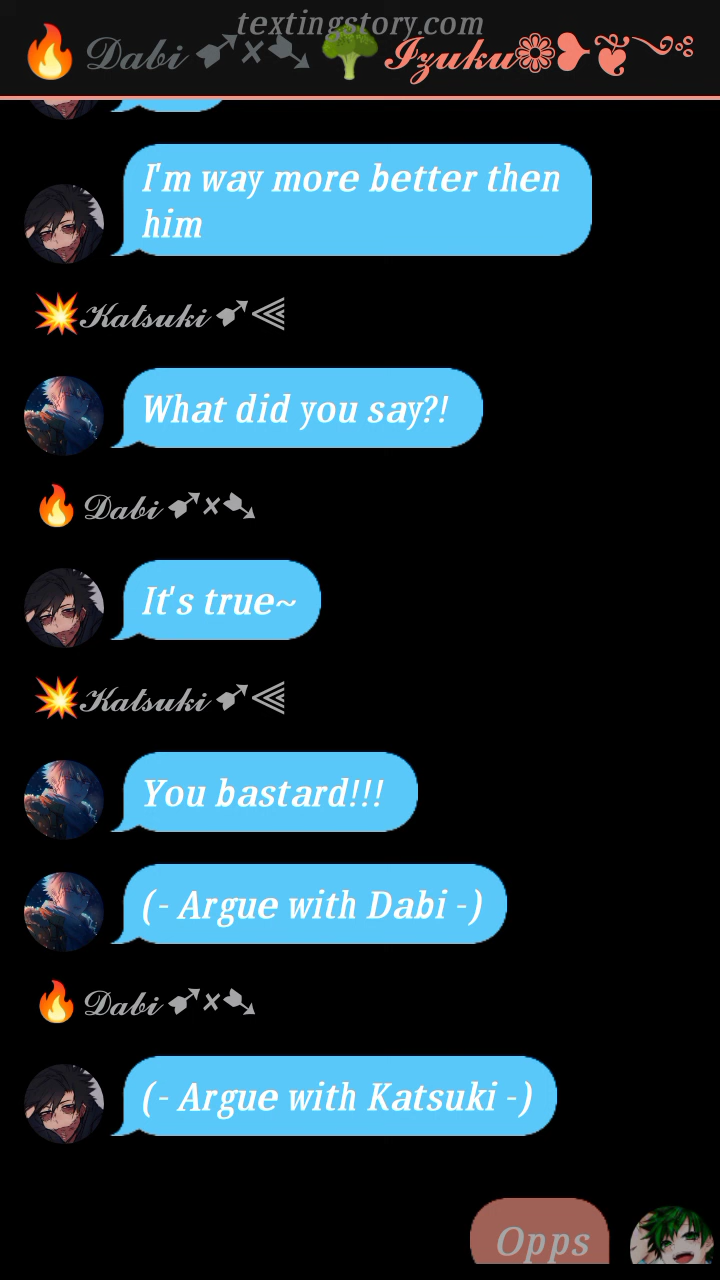 textingstory.com
🔥 𝒟𝒶𝒷𝒾 ➹×➷ 🥦ℐ𝓏𝓊𝓀𝓊❁❥❦~༅
I'm way more better then
him
💥𝒦𝒶𝓉𝓈𝓊𝓀𝒾 ➹⫷
What did you say?!
🔥 𝒟𝒶𝒷𝒾 ➹×➷
It's true~
💥𝒦𝒶𝓉𝓈𝓊𝓀𝒾 ➹⫷
You bastard!!!
(- Argue with Dabi -)
🔥 𝒟𝒶𝒷𝒾 ➹×➷
(- Argue with Katsuki -)
Opps